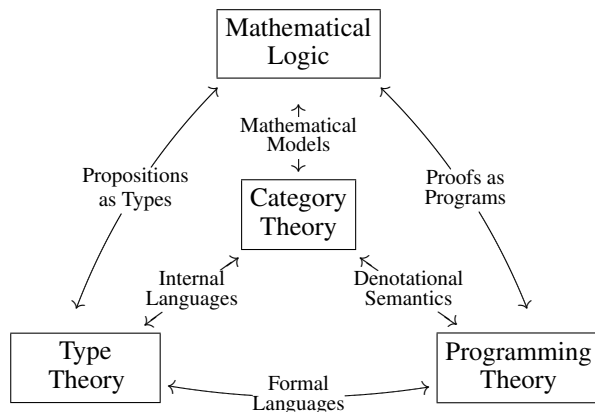 Mathematical
Logic
Mathematical
Models
Propositions
as Types
Proofs as
Programs
Category
Theory
Internal
Languages
Denotational
Semantics
Type
Theory
Programming
Theory
Formal
Languages